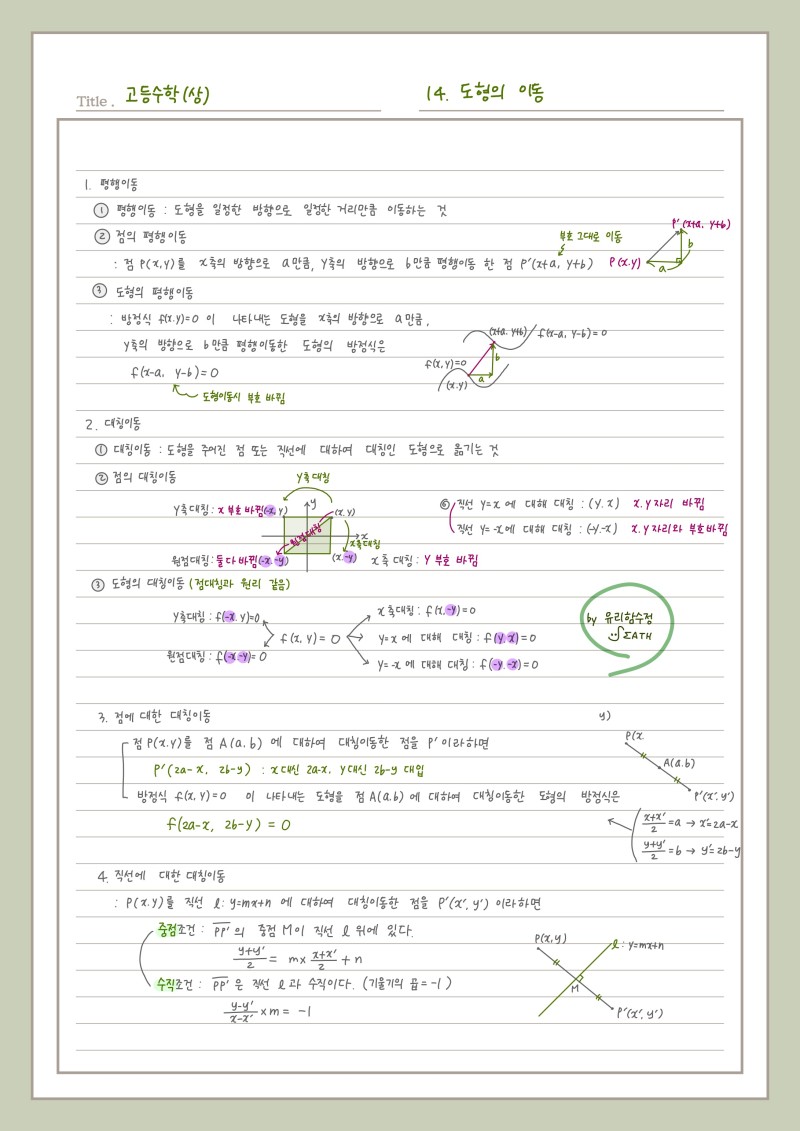 Title. 고등수학(상)
14. 도형의 이동
1. 평행이동
① 평행이동 : 도형을 일정한 방향으로 일정한 거리만큼 이동하는 것
② 점의 평행이동
부호 그대로 이동
: 점 P(x,y)를 x축의 방향으로 a만큼, y축의 방향으로 b만큼 평행이동 한 점 P'(x+a, y+b)
P'(x+a, y+b)
P(x.y)
a
b
③ 도형의 평행이동
: 방정식 f(x.y)=0 이 나타내는 도형을 x축의 방향으로 a만큼,
y축의 방향으로 b만큼 평행이동한 도형의 방정식은
f(x-a, y-b)=0
도형이동시 부호 바뀜
(x+a, y+b)
f(x-a, y-b)=0
f(x,y)=0
(x.y)
a
b
2. 대칭이동
① 대칭이동 : 도형을 주어진 점 또는 직선에 대하여 대칭인 도형으로 옮기는 것
② 점의 대칭이동
y축 대칭
y축대칭 : x 부호 바뀜(-x, y)
y
(x, y)
원점대칭
x
x축대칭
원점대칭 : 둘 다 바뀜(-x -y)
(x, -y)
x축 대칭 : y 부호 바뀜
⑥ 직선 y=x에 대해 대칭 : (y.x) x.y자리 바뀜
직선 y=-x에 대해 대칭 : (-y.-x) x.y자리와 부호바뀜
③ 도형의 대칭이동 (점대칭과 원리 같음)
y축대칭 : f(-x.y)=0
원점대칭 : f(-x -y)=0
f(x, y) = 0
x축대칭 : f(x,-y)=0
y=x에 대해 대칭 : f(y,x)=0
y=-x에 대해 대칭 : f(-y -x)=0
by 유리함수정
∫ΣATH
3. 점에 대한 대칭이동
점 P(x.y)를 점 A(a.b) 에 대하여 대칭이동한 점을 P' 이라하면
P'(2a-x, 2b-y) : x대신 2a-x, y대신 2b-y 대입
방정식 f(x,y)=0 이 나타내는 도형을 점 A(a.b)에 대하여 대칭이동한 도형의 방정식은
f(2a-x, 2b-y) = 0
y)
P(x
A(a.b)
P'(x'.y')
(x+x')/2 = a → x'=2a-x
(y+y')/2 = b → y'=2b-y
4. 직선에 대한 대칭이동
: P(x.y)를 직선 l: y=mx+n 에 대하여 대칭이동한 점을 P'(x', y') 이라하면
중점조건 : PP' 의 중점 M이 직선 l 위에 있다.
(y+y')/2 = m×(x+x')/2 + n
수직조건 : PP' 은 직선 l 과 수직이다. (기울기의 곱=-1)
(y-y')/(x-x') × m = -1
P(x,y)
l : y=mx+n
M
P'(x', y')